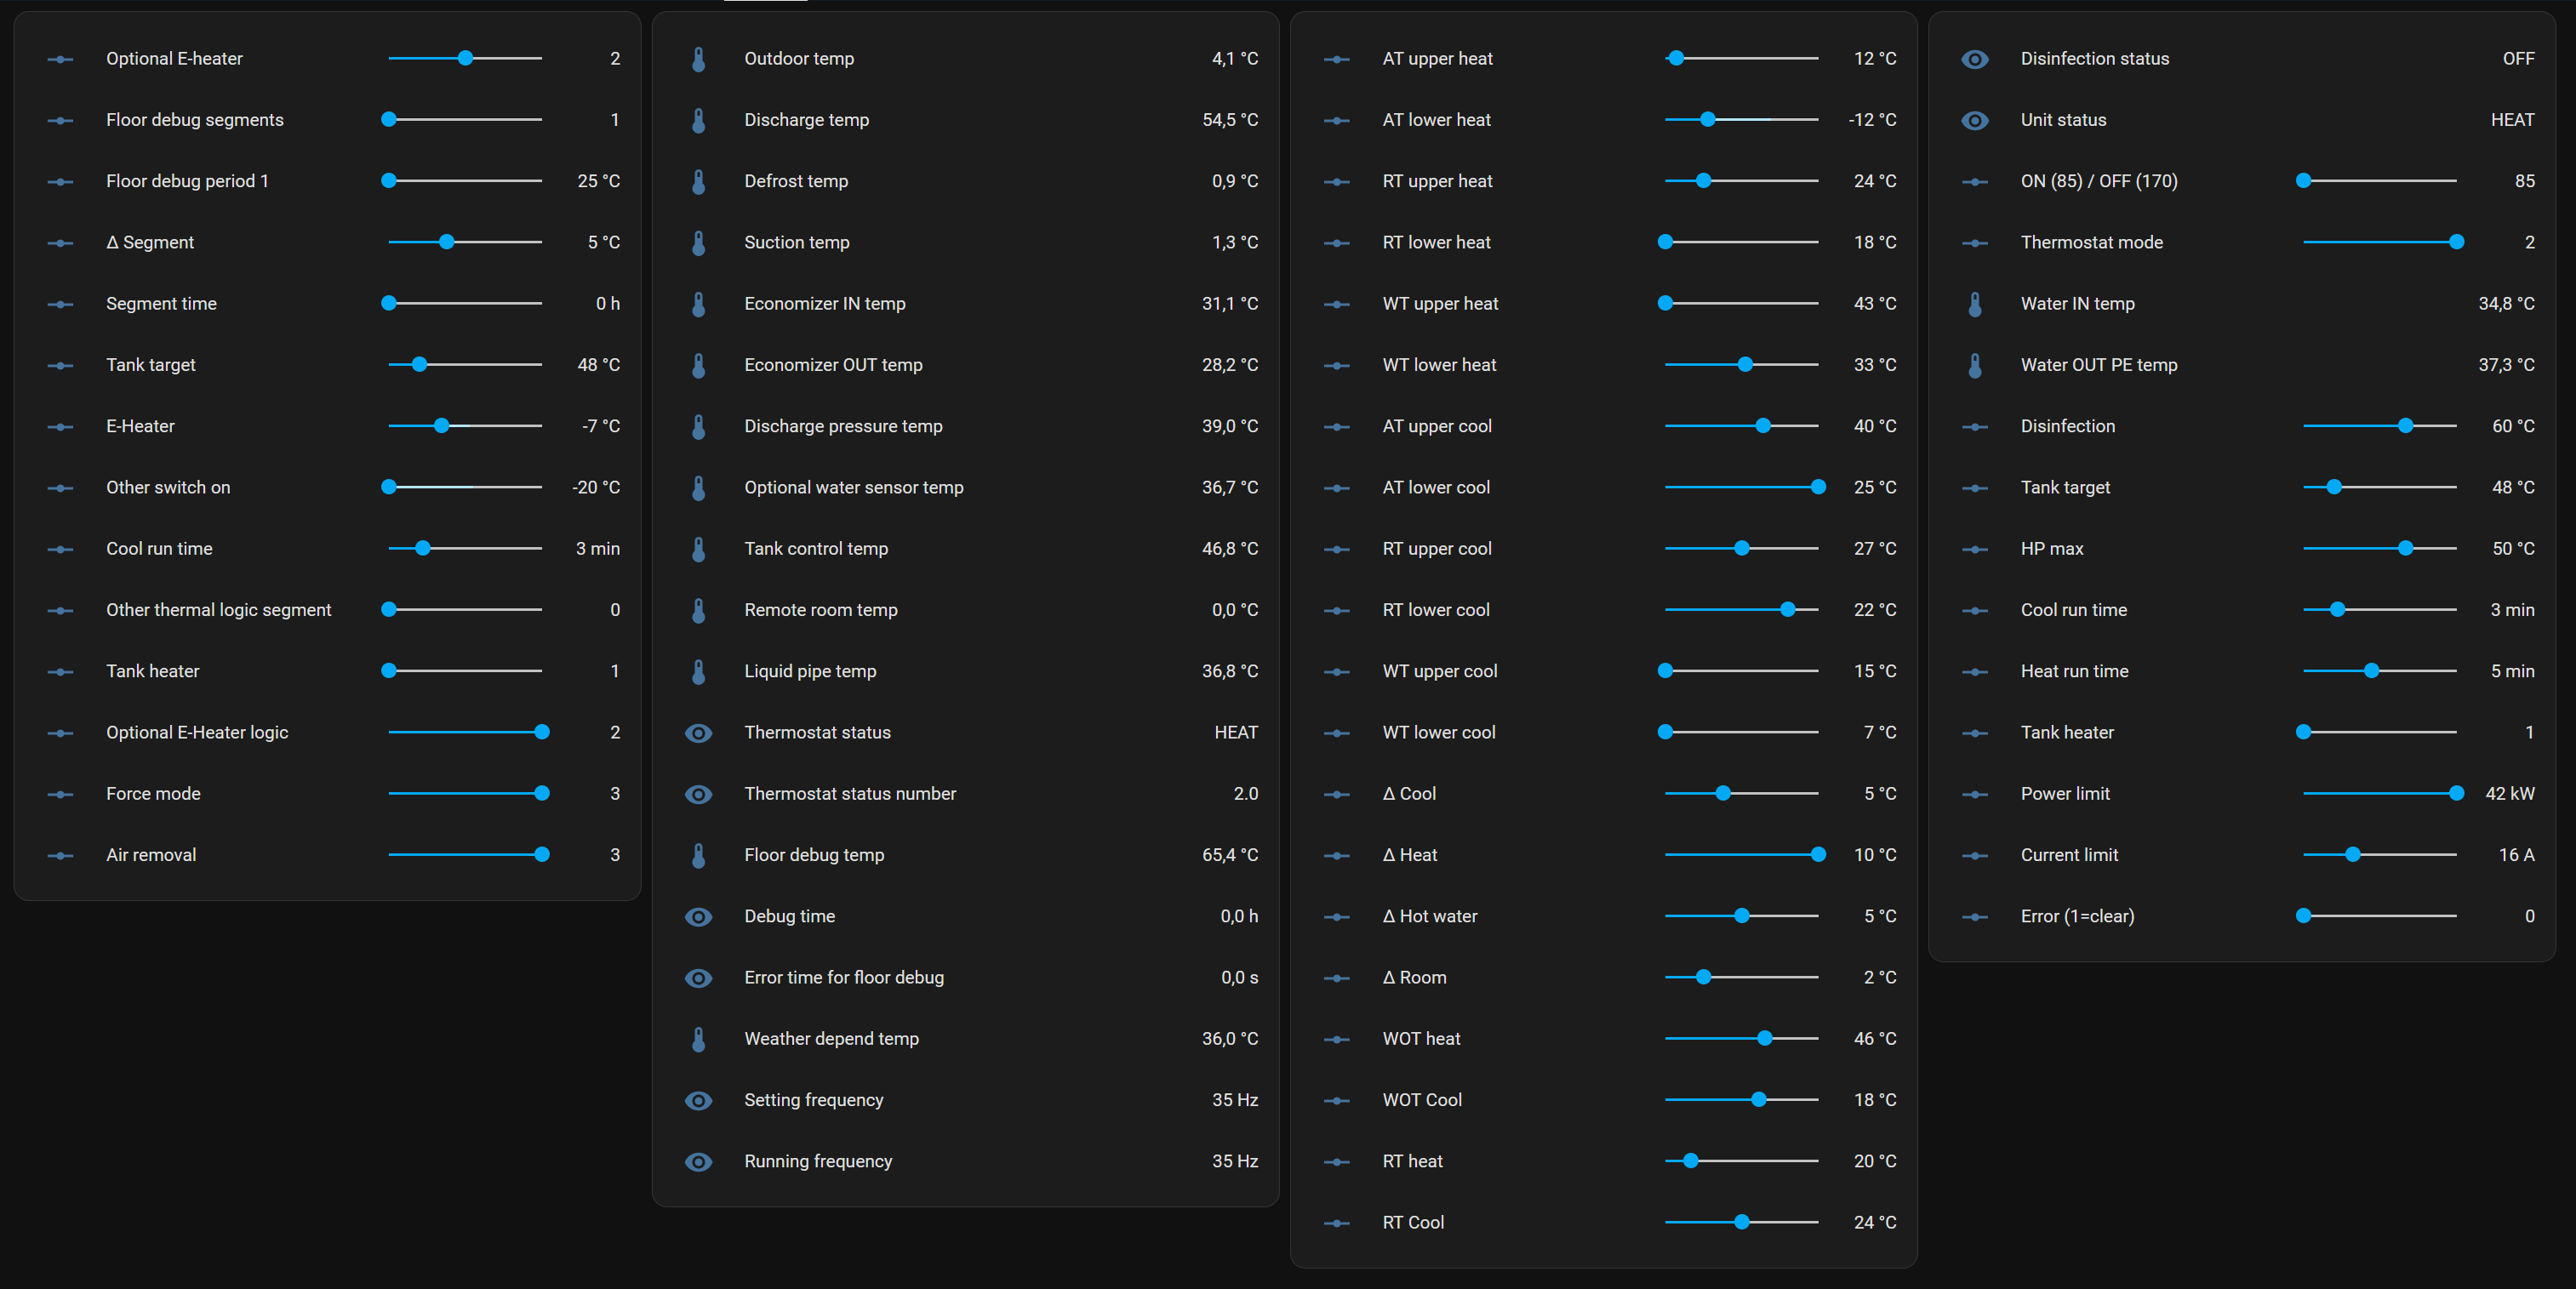 Optional E-heater 2
Floor debug segments 1
Floor debug period 1 25 °C
Δ Segment 5 °C
Segment time 0 h
Tank target 48 °C
E-Heater -7 °C
Other switch on -20 °C
Cool run time 3 min
Other thermal logic segment 0
Tank heater 1
Optional E-Heater logic 2
Force mode 3
Air removal 3
Outdoor temp 4,1 °C
Discharge temp 54,5 °C
Defrost temp 0,9 °C
Suction temp 1,3 °C
Economizer IN temp 31,1 °C
Economizer OUT temp 28,2 °C
Discharge pressure temp 39,0 °C
Optional water sensor temp 36,7 °C
Tank control temp 46,8 °C
Remote room temp 0,0 °C
Liquid pipe temp 36,8 °C
Thermostat status HEAT
Thermostat status number 2.0
Floor debug temp 65,4 °C
Debug time 0,0 h
Error time for floor debug 0,0 s
Weather depend temp 36,0 °C
Setting frequency 35 Hz
Running frequency 35 Hz
AT upper heat 12 °C
AT lower heat -12 °C
RT upper heat 24 °C
RT lower heat 18 °C
WT upper heat 43 °C
WT lower heat 33 °C
AT upper cool 40 °C
AT lower cool 25 °C
RT upper cool 27 °C
RT lower cool 22 °C
WT upper cool 15 °C
WT lower cool 7 °C
Δ Cool 5 °C
Δ Heat 10 °C
Δ Hot water 5 °C
Δ Room 2 °C
WOT heat 46 °C
WOT Cool 18 °C
RT heat 20 °C
RT Cool 24 °C
Disinfection status OFF
Unit status HEAT
ON (85) / OFF (170) 85
Thermostat mode 2
Water IN temp 34,8 °C
Water OUT PE temp 37,3 °C
Disinfection 60 °C
Tank target 48 °C
HP max 50 °C
Cool run time 3 min
Heat run time 5 min
Tank heater 1
Power limit 42 kW
Current limit 16 A
Error (1=clear) 0